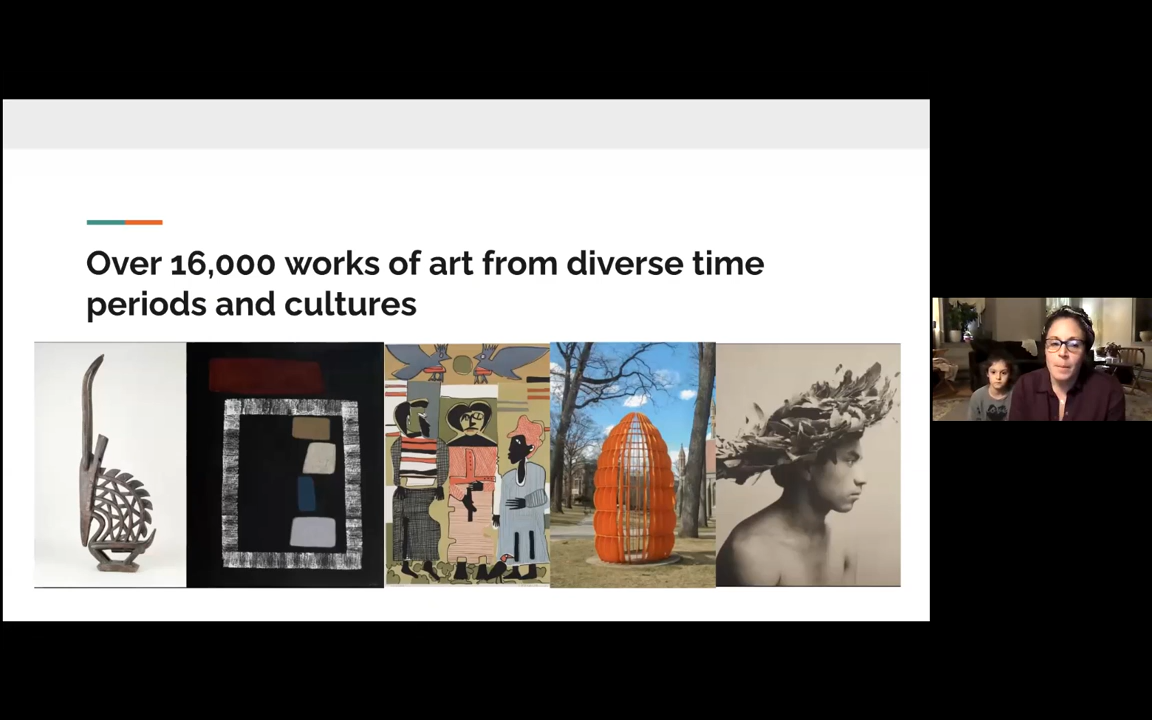 Over 16,000 works of art from diverse time
periods and cultures